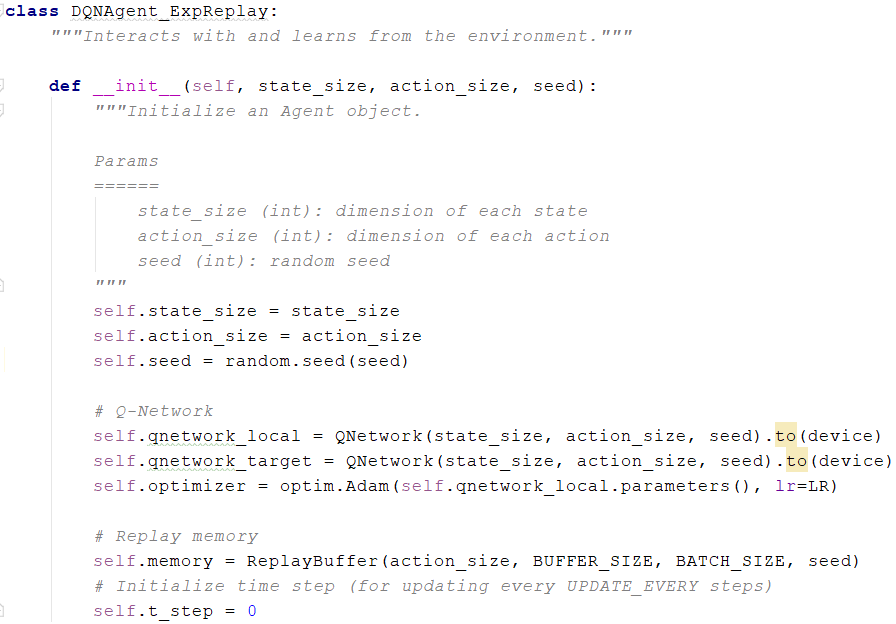 class DQNAgent_ExpReplay:
    """Interacts with and learns from the environment."""

    def __init__(self, state_size, action_size, seed):
        """Initialize an Agent object.

        Params
        ======
            state_size (int): dimension of each state
            action_size (int): dimension of each action
            seed (int): random seed
        """
        self.state_size = state_size
        self.action_size = action_size
        self.seed = random.seed(seed)

        # Q-Network
        self.qnetwork_local = QNetwork(state_size, action_size, seed).to(device)
        self.qnetwork_target = QNetwork(state_size, action_size, seed).to(device)
        self.optimizer = optim.Adam(self.qnetwork_local.parameters(), lr=LR)

        # Replay memory
        self.memory = ReplayBuffer(action_size, BUFFER_SIZE, BATCH_SIZE, seed)
        # Initialize time step (for updating every UPDATE_EVERY steps)
        self.t_step = 0